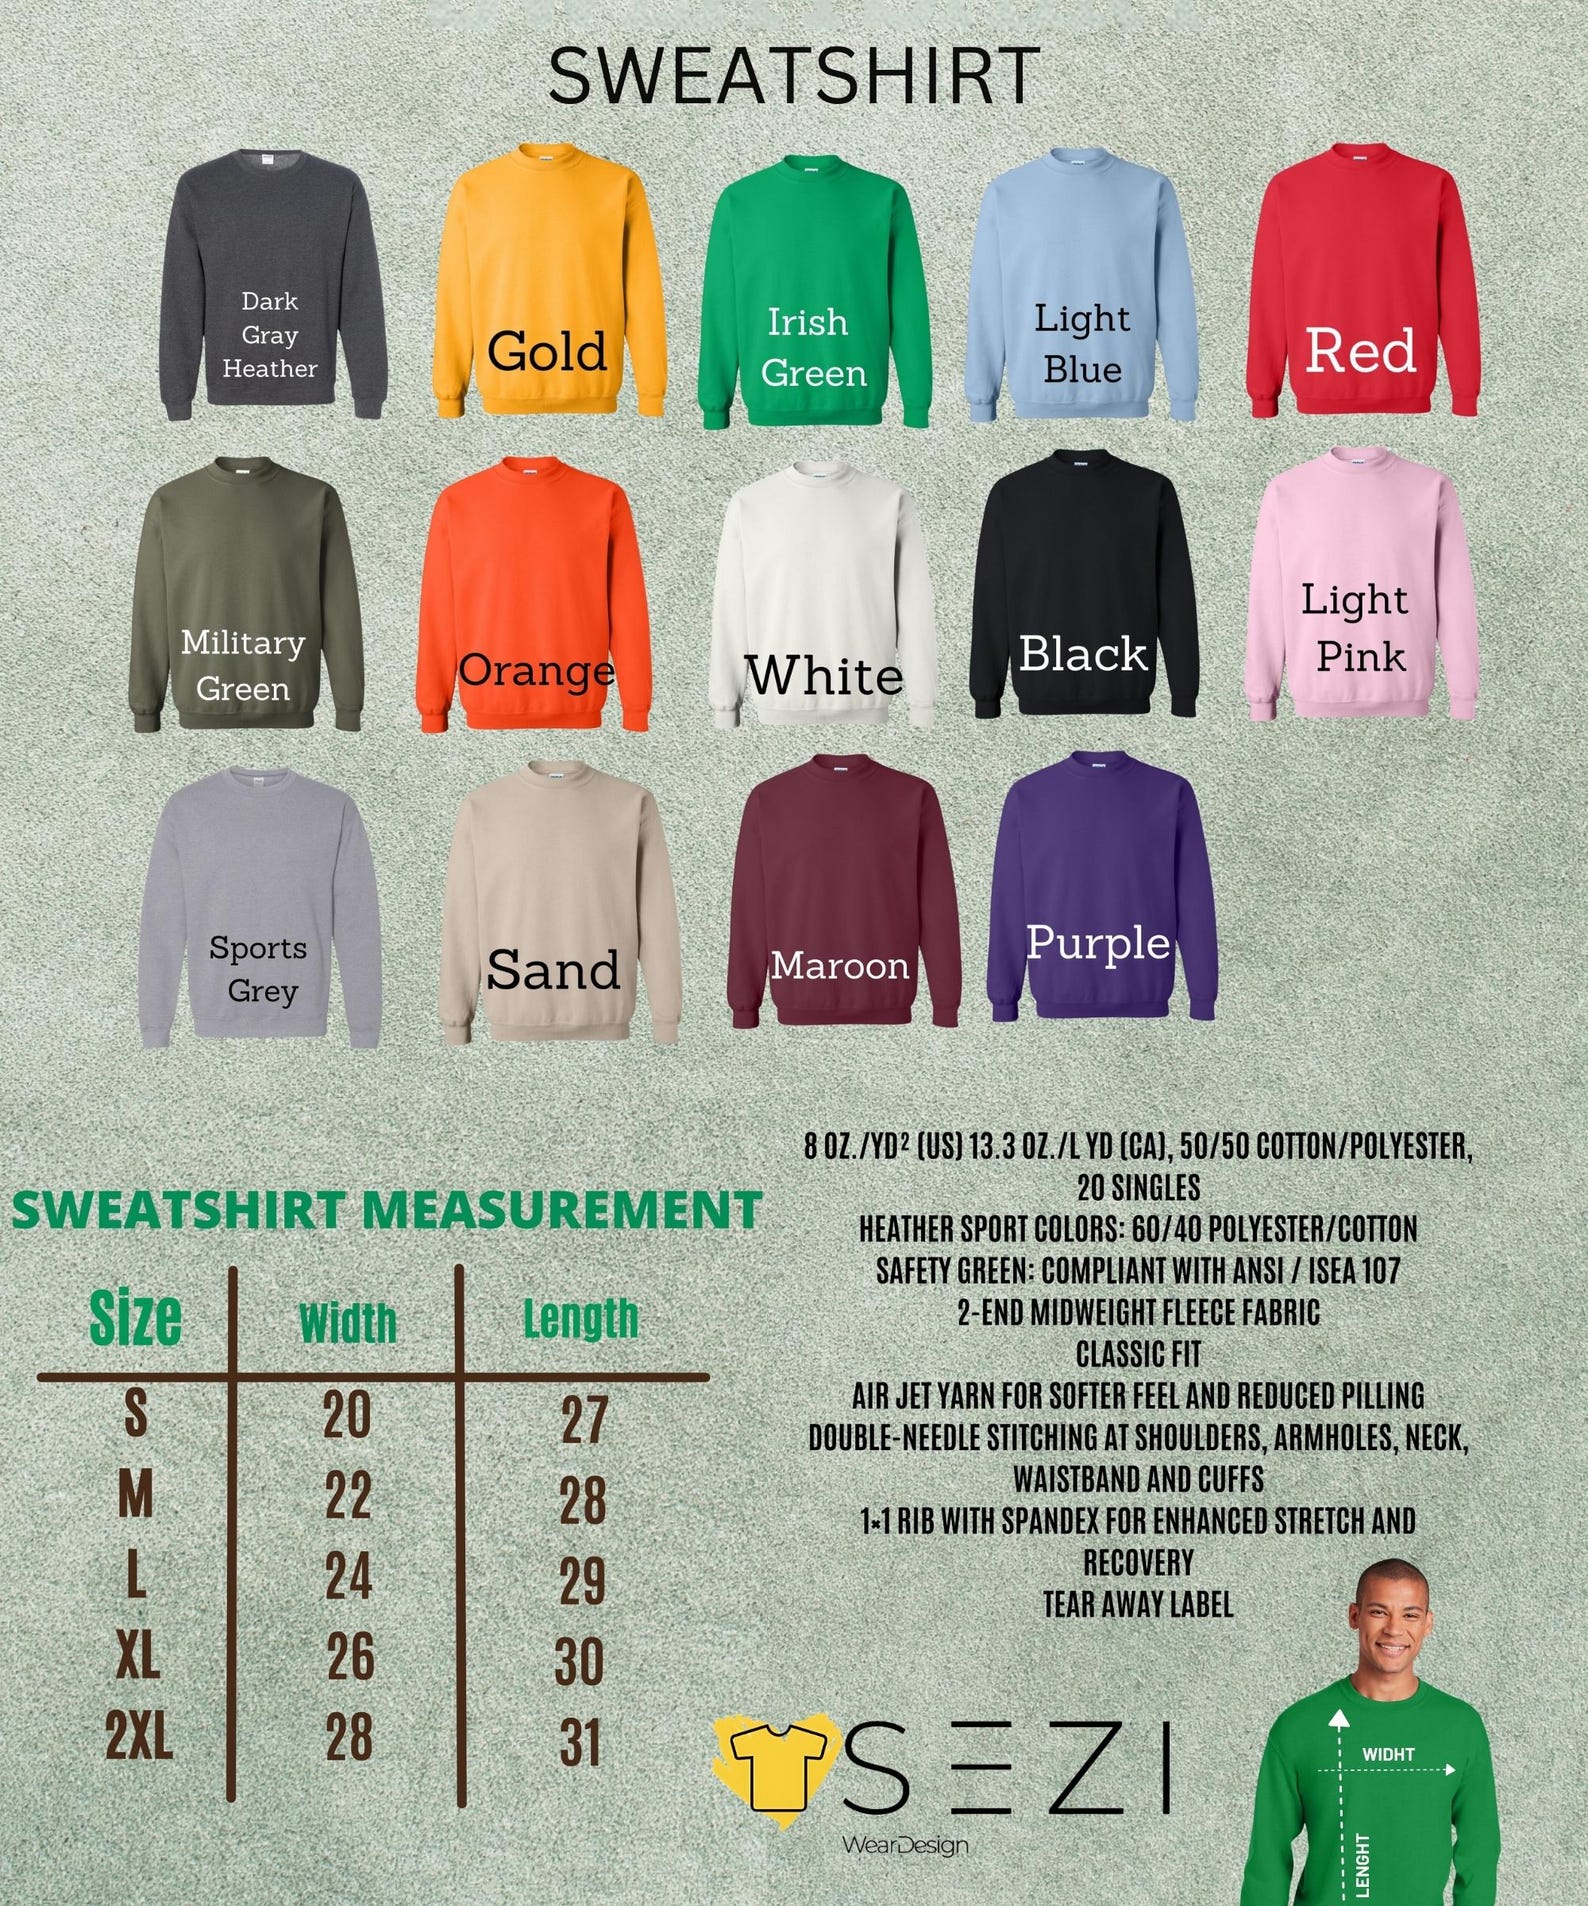 SWEATSHIRT
Dark
Gray
Heather
Gold
Irish
Green
Light
Blue
Red
Military
Green
Orange
White
Black
Light
Pink
Sports
Grey
Sand
Maroon
Purple
SWEATSHIRT MEASUREMENT
Size Width Length
S 20 27
M 22 28
L 24 29
XL 26 30
2XL 28 31
8 OZ./YD² (US) 13.3 OZ./L YD (CA), 50/50 COTTON/POLYESTER,
20 SINGLES
HEATHER SPORT COLORS: 60/40 POLYESTER/COTTON
SAFETY GREEN: COMPLIANT WITH ANSI / ISEA 107
2-END MIDWEIGHT FLEECE FABRIC
CLASSIC FIT
AIR JET YARN FOR SOFTER FEEL AND REDUCED PILLING
DOUBLE-NEEDLE STITCHING AT SHOULDERS, ARMHOLES, NECK,
WAISTBAND AND CUFFS
1×1 RIB WITH SPANDEX FOR ENHANCED STRETCH AND
RECOVERY
TEAR AWAY LABEL
SEZI
WearDesign
WIDHT
LENGHT